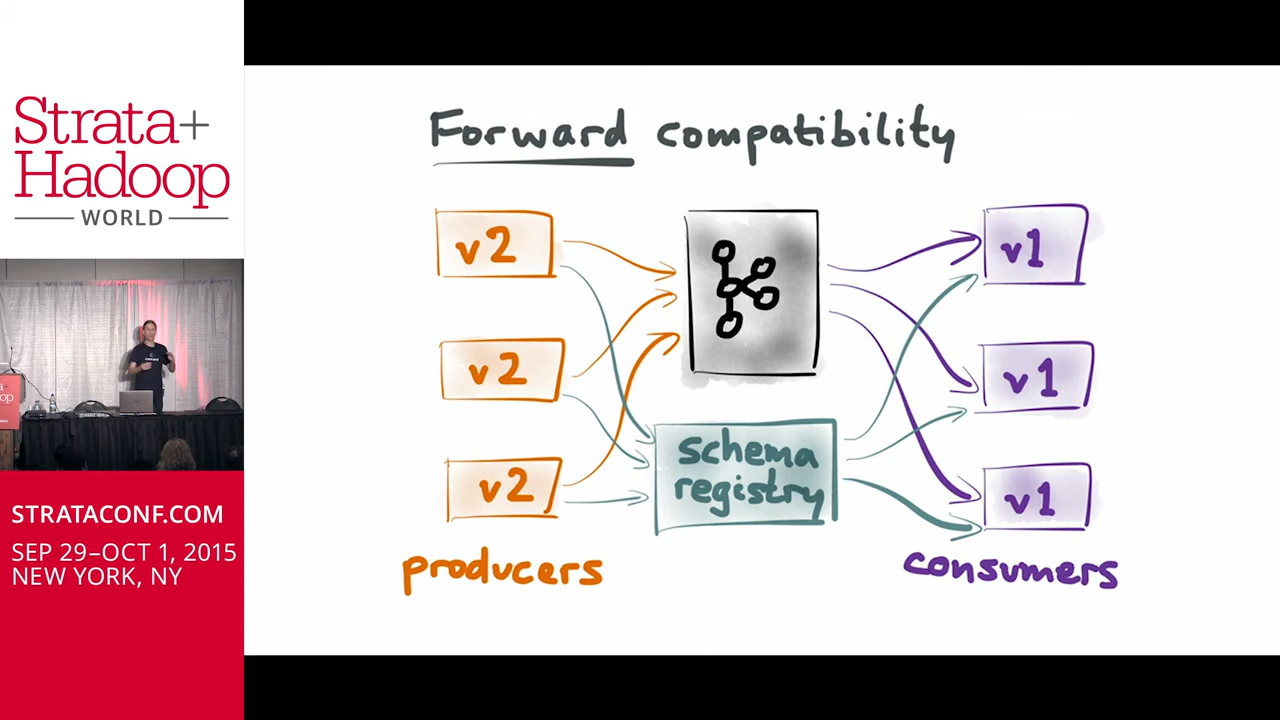 Strata+
Hadoop
WORLD
STRATACONF.COM
SEP 29–OCT 1, 2015
NEW YORK, NY
Forward compatibility
v2
v2
v2
producers
schema
registry
v1
v1
v1
consumers